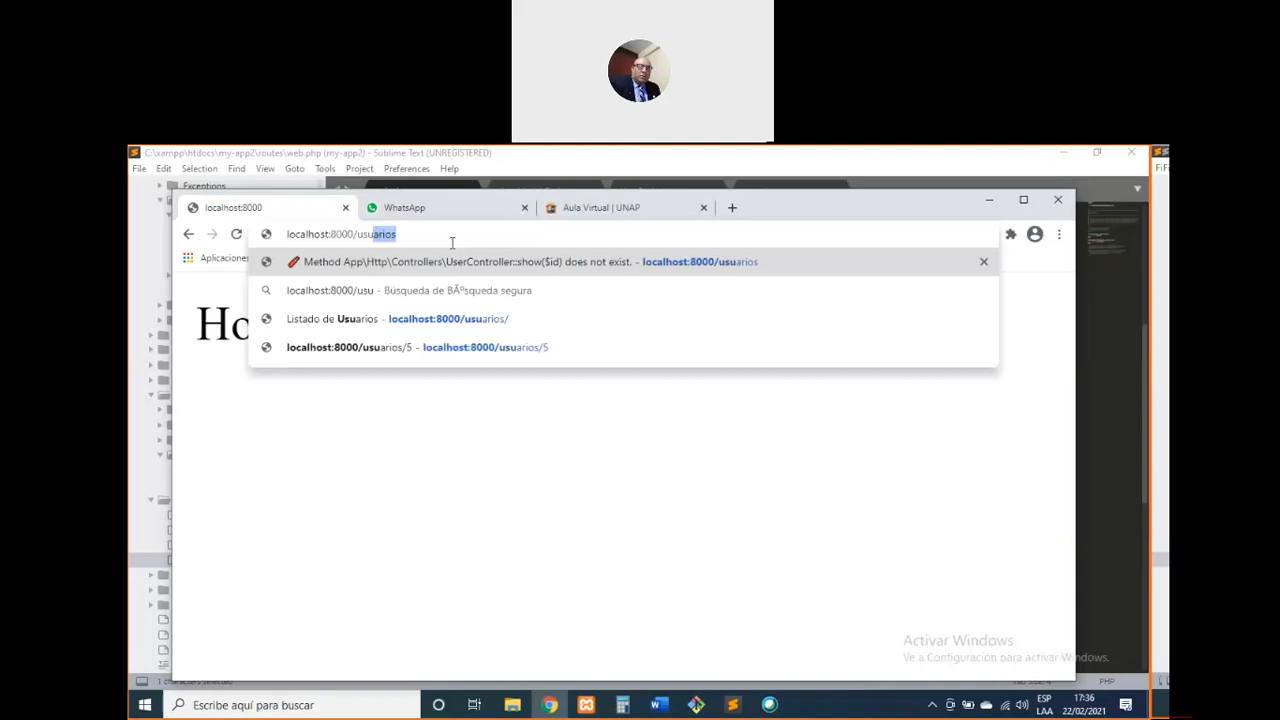 C:\xampp\htdocs\my-app2\routes\web.php (my-app2) - Sublime Text (UNREGISTERED)
File Edit Selection Find View Goto Tools Project Preferences Help
Exceptions
localhost:8000
WhatsApp
Aula Virtual | UNAP
localhost:8000/usuarios
Aplicaciones
Method App\Http\Controllers\UserController::show($id) does not exist. - localhost:8000/usuarios
localhost:8000/usu - Búsqueda de BÃºsqueda segura
Listado de Usuarios - localhost:8000/usuarios/
localhost:8000/usuarios/5 - localhost:8000/usuarios/5
Ho
Activar Windows
Ve a Configuración para activar Windows.
PHP
Escribe aquí para buscar
ESP
LAA
17:36
22/02/2021